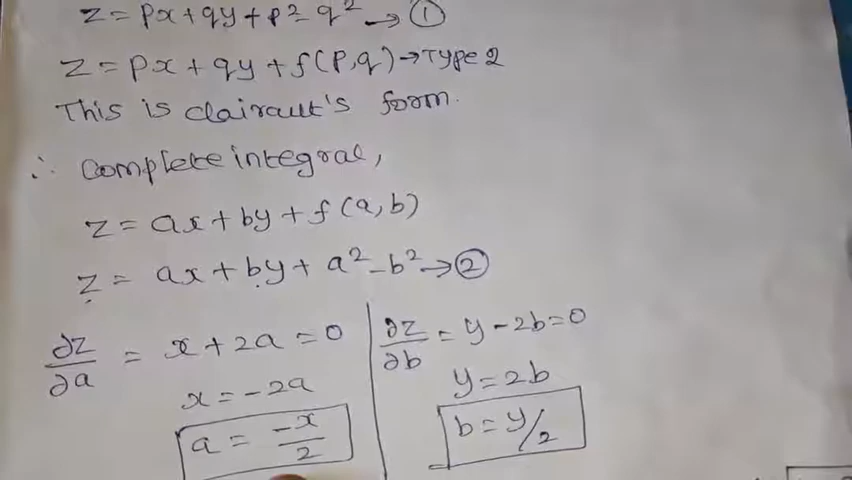 z = px + qy + p² - q² → ①
z = px + qy + f(p,q) → Type 2
This is clairault's form.
∴ Complete integral,
z = ax + by + f(a,b)
z = ax + by + a² - b² → ②
∂z/∂a = x + 2a = 0
x = -2a
a = -x/2
∂z/∂b = y - 2b = 0
y = 2b
b = y/2